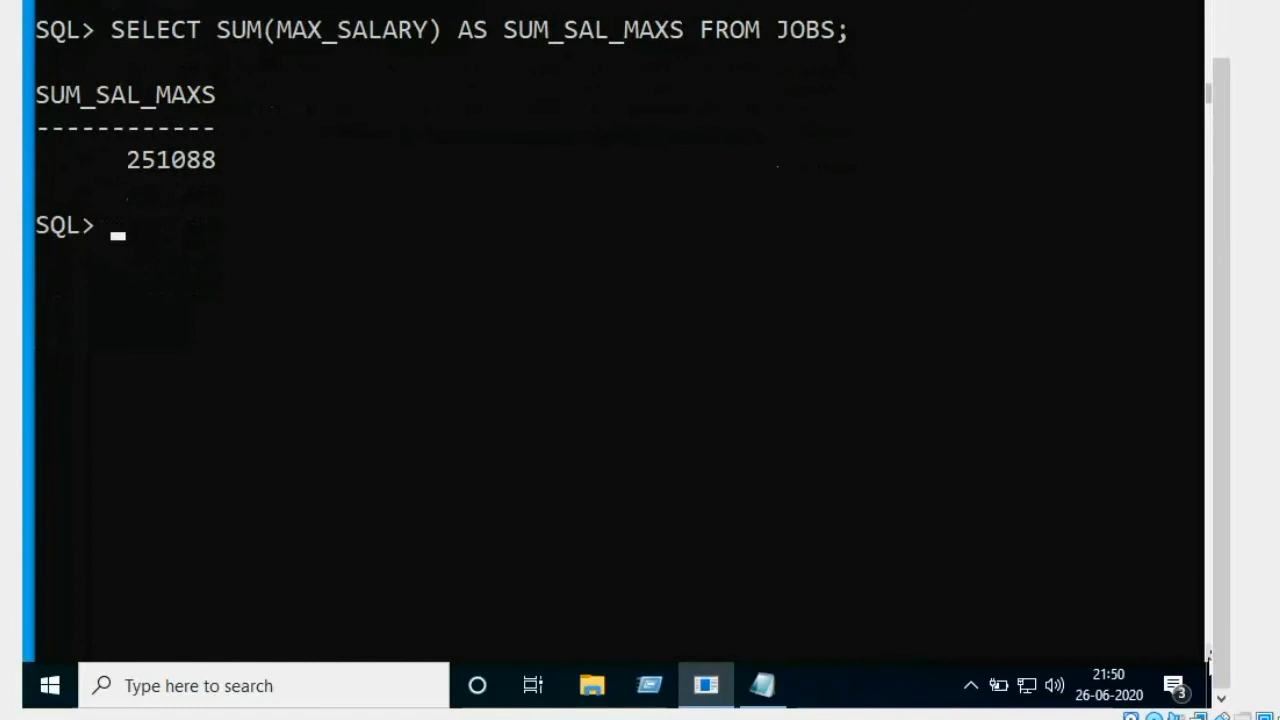 SQL> SELECT SUM(MAX_SALARY) AS SUM_SAL_MAXS FROM JOBS;
SUM_SAL_MAXS
------------
251088
SQL>
Type here to search
21:50
26-06-2020
3